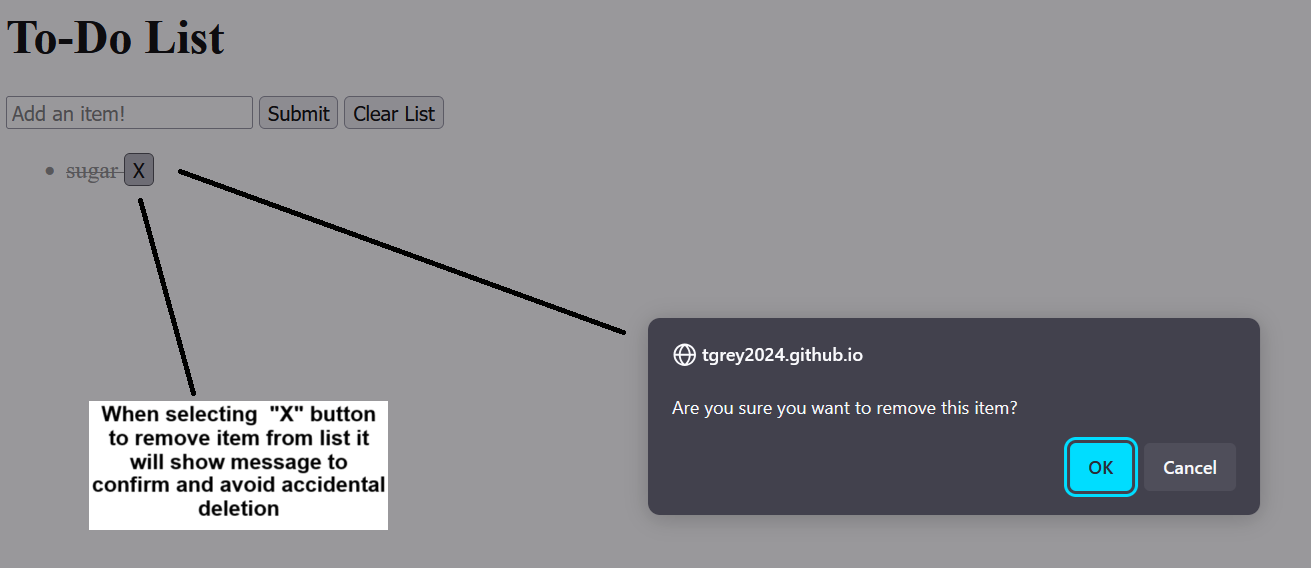 To-Do List
Add an item! Submit Clear List
sugar X
When selecting "X" button
to remove item from list it
will show message to
confirm and avoid accidental
deletion
tgrey2024.github.io
Are you sure you want to remove this item?
OK Cancel